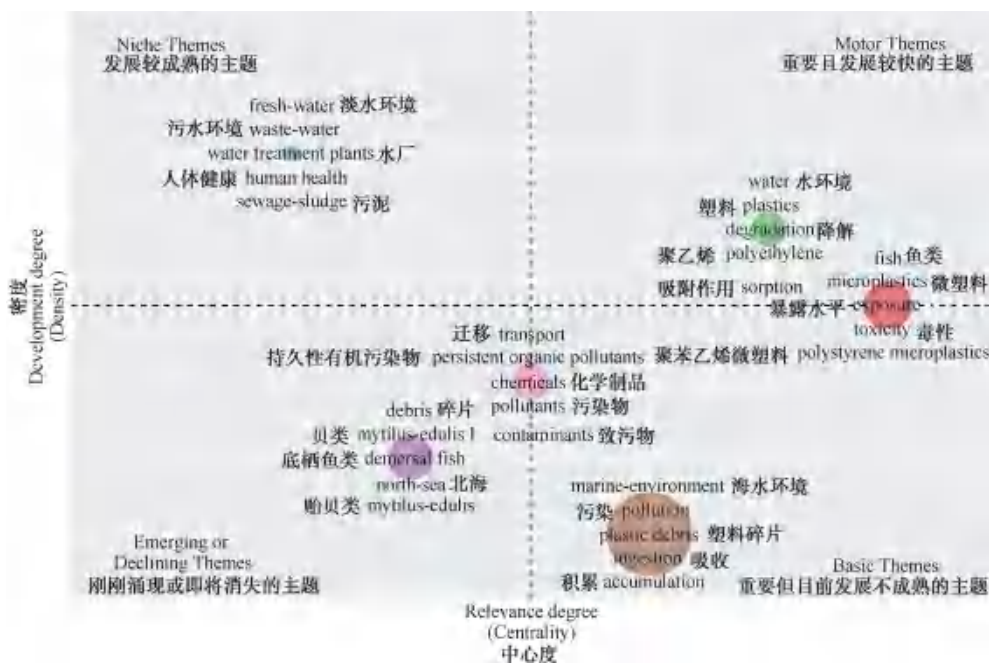 Niche Themes
发展较成熟的主题
Motor Themes
重要且发展较快的主题
fresh-water 淡水环境
污水环境 waste-water
water treatment plants 水厂
人体健康 human health
sewage-sludge 污泥
water 水环境
塑料 plastics
degradation 降解
聚乙烯 polyethylene
吸附作用 sorption
fish 鱼类
microplastics 微塑料
暴露水平 exposure
toxicity 毒性
聚苯乙烯微塑料 polystyrene microplastics
密度
Development degree
(Density)
迁移 transport
持久性有机污染物 persistent organic pollutants
chemicals 化学制品
pollutants 污染物
contaminants 致污物
debris 碎片
贝类 mytilus-edulis l
底栖鱼类 demersal fish
north-sea 北海
贻贝类 mytilus-edulis
marine-environment 海水环境
污染 pollution
plastic debris 塑料碎片
ingestion 吸收
积累 accumulation
Emerging or
Declining Themes
刚刚涌现或即将消失的主题
Basic Themes
重要但目前发展不成熟的主题
Relevance degree
(Centrality)
中心度